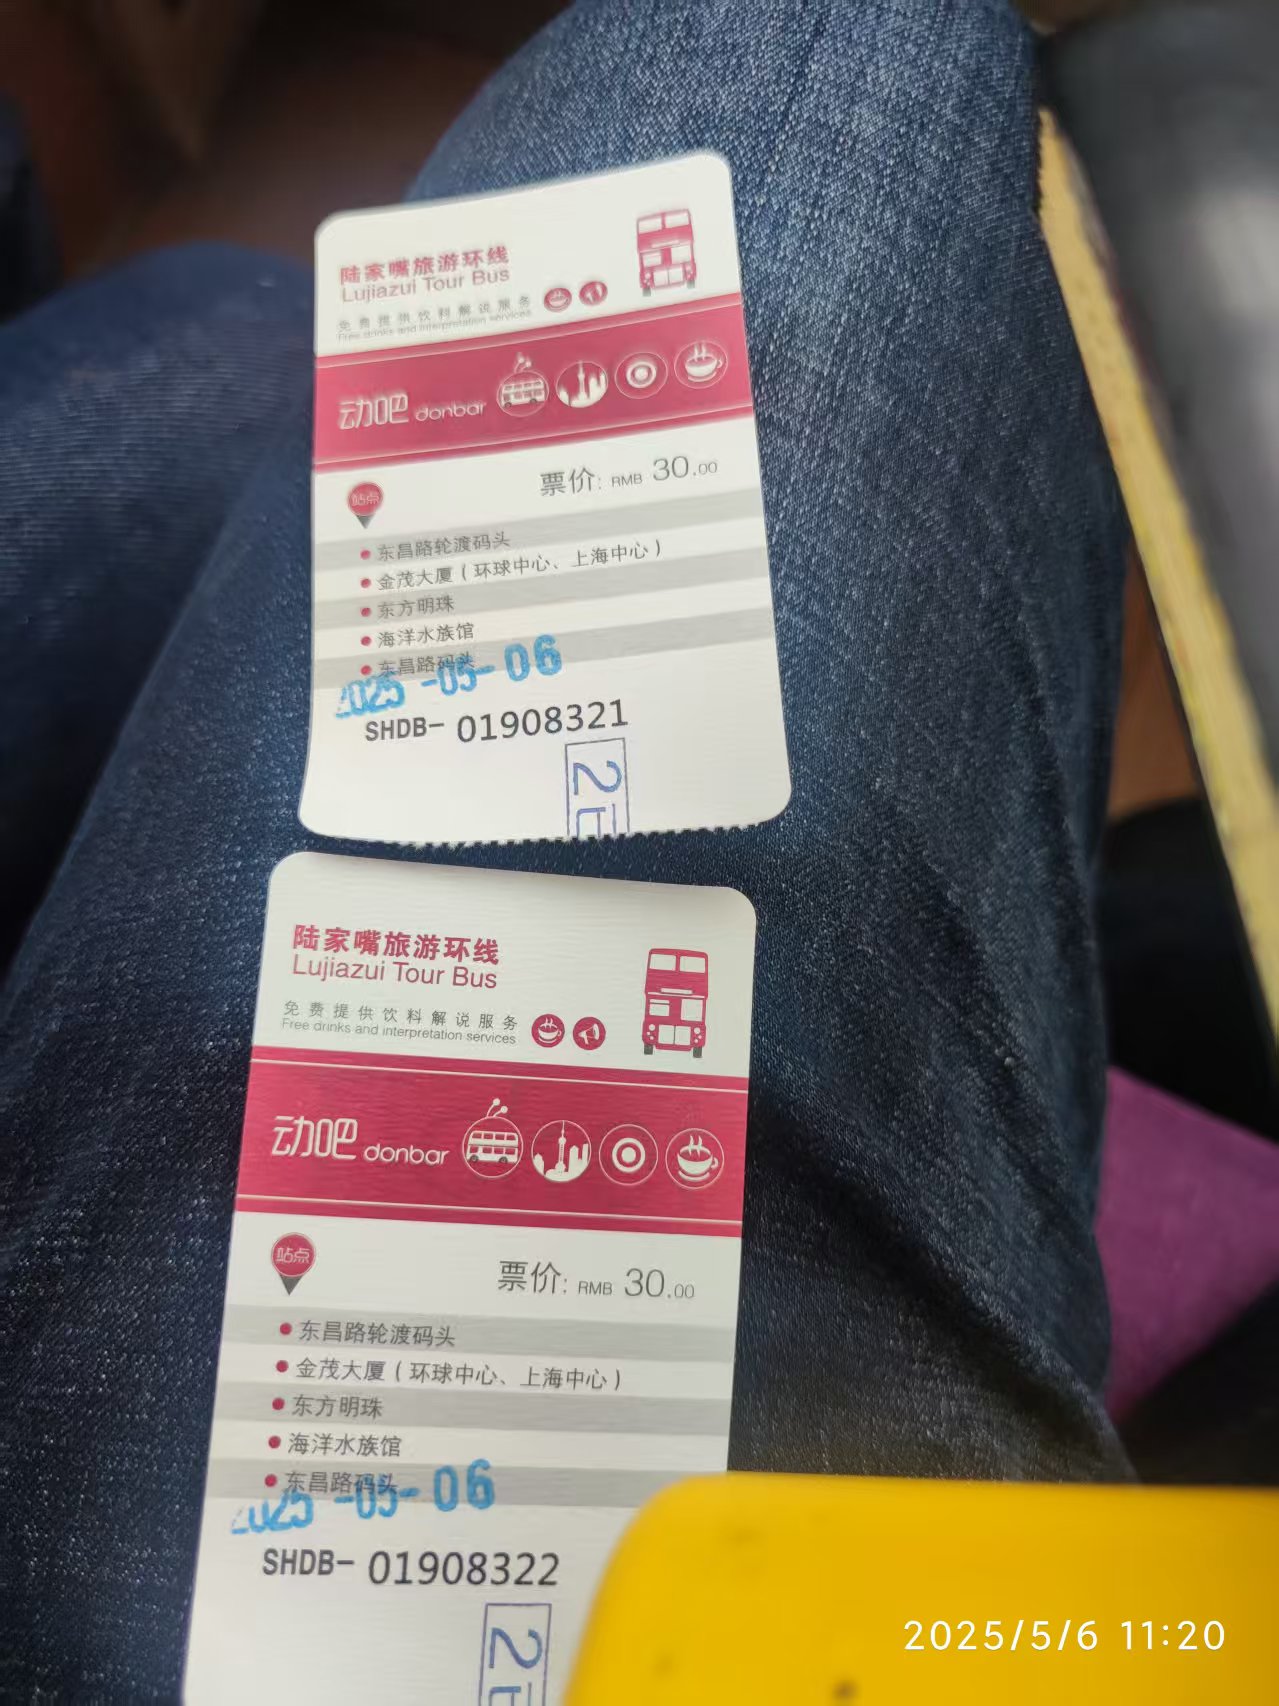 陆家嘴旅游环线
Lujiazui Tour Bus
免费提供饮料解说服务
Free drinks and interpretation services
动吧 donbar
站点
票价: RMB 30.00
东昌路轮渡码头
金茂大厦（环球中心、上海中心）
东方明珠
海洋水族馆
东昌路码头
2025-05-06
SHDB- 01908321
2
陆家嘴旅游环线
Lujiazui Tour Bus
免费提供饮料解说服务
Free drinks and interpretation services
动吧 donbar
站点
票价: RMB 30.00
东昌路轮渡码头
金茂大厦（环球中心、上海中心）
东方明珠
海洋水族馆
东昌路码头
2025-05-06
SHDB- 01908322
2
2025/5/6 11:20